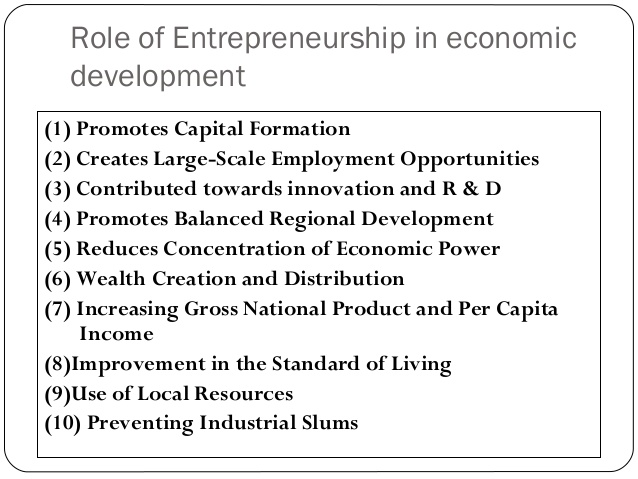 Role of Entrepreneurship in economic
development
(1) Promotes Capital Formation
(2) Creates Large-Scale Employment Opportunities
(3) Contributed towards innovation and R & D
(4) Promotes Balanced Regional Development
(5) Reduces Concentration of Economic Power
(6) Wealth Creation and Distribution
(7) Increasing Gross National Product and Per Capita
Income
(8)Improvement in the Standard of Living
(9)Use of Local Resources
(10) Preventing Industrial Slums